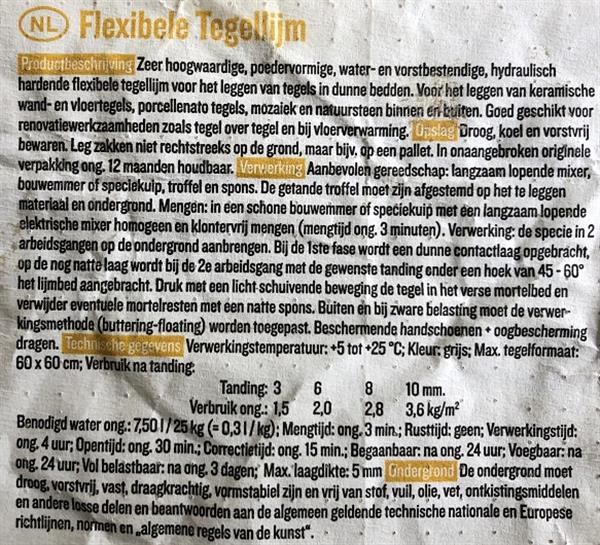 NL Flexibele Tegellijm
Productbeschrijving Zeer hoogwaardige, poedervormige, water- en vorstbestendige, hydraulisch
hardende flexibele tegellijm voor het leggen van tegels in dunne bedden. Voor het leggen van keramische
wand- en vloertegels, porcellenato tegels, mozaiek en natuursteen binnen en buiten. Goed geschikt voor
renovatiewerkzaamheden zoals tegel over tegel en bij vloerverwarming. Opslag Droog, koel en vorstvrij
bewaren. Leg zakken niet rechtstreeks op de grond, maar bijv. op een pallet. In onaangebroken originele
verpakking ong. 12 maanden houdbaar. Verwerking Aanbevolen gereedschap: langzaam lopende mixer,
bouwemmer of speciekuip, troffel en spons. De getande troffel moet zijn afgestemd op het te leggen
materiaal en ondergrond. Mengen: in een schone bouwemmer of speciekuip met een langzaam lopende
elektrische mixer homogeen en klontervrij mengen (mengtijd ong. 3 minuten). Verwerking: de specie in 2
arbeidsgangen op de ondergrond aanbrengen. Bij de 1ste fase wordt een dunne contactlaag opgebracht,
op de nog natte laag wordt bij de 2e arbeidsgang met de gewenste tanding onder een hoek van 45 - 60°
het lijmbed aangebracht. Druk met een licht schuivende beweging de tegel in het verse mortelbed en
verwijder eventuele mortelresten met een natte spons. Buiten en bij zware belasting moet de verwer-
kingsmethode (buttering-floating) worden toegepast. Beschermende handschoenen + oogbescherming
dragen. Technische gegevens Verwerkingstemperatuur: +5 tot +25 °C; Kleur: grijs; Max. tegelformaat:
60 x 60 cm; Verbruik na tanding:
Tanding: 3 6 8 10 mm.
Verbruik ong.: 1,5 2,0 2,8 3,6 kg/m²
Benodigd water ong.: 7,50 l / 25 kg (= 0,3 l / kg); Mengtijd: ong. 3 min.; Rusttijd: geen; Verwerkingstijd:
ong. 4 uur; Opentijd: ong. 30 min.; Correctietijd: ong. 15 min.; Begaanbaar: na ong. 24 uur; Voegbaar: na
ong. 24 uur; Vol belastbaar: na ong. 3 dagen; Max. laagdikte: 5 mm Ondergrond De ondergrond moet
droog, vorstvrij, vast, draagkrachtig, vormstabiel zijn en vrij van stof, vuil, olie, vet, ontkistingsmiddelen
en andere losse delen en beantwoorden aan de algemeen geldende technische nationale en Europese
richtlijnen, normen en „algemene regels van de kunst“.